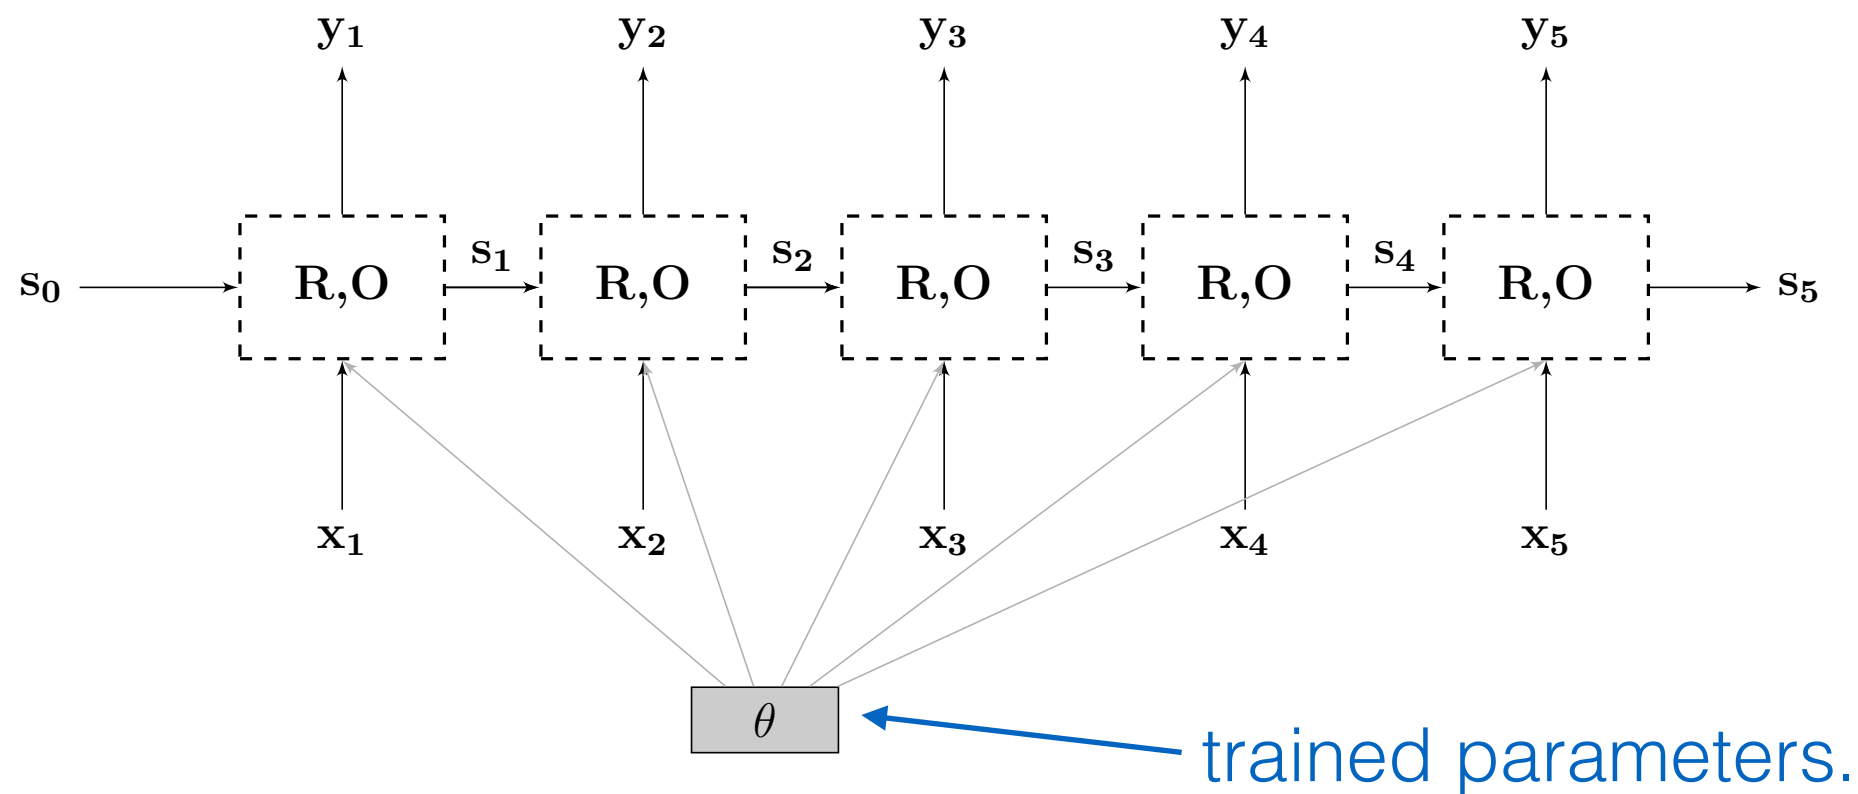 y₁ y₂ y₃ y₄ y₅
s₀ R,O s₁ R,O s₂ R,O s₃ R,O s₄ R,O s₅
x₁ x₂ x₃ x₄ x₅
θ
trained parameters.